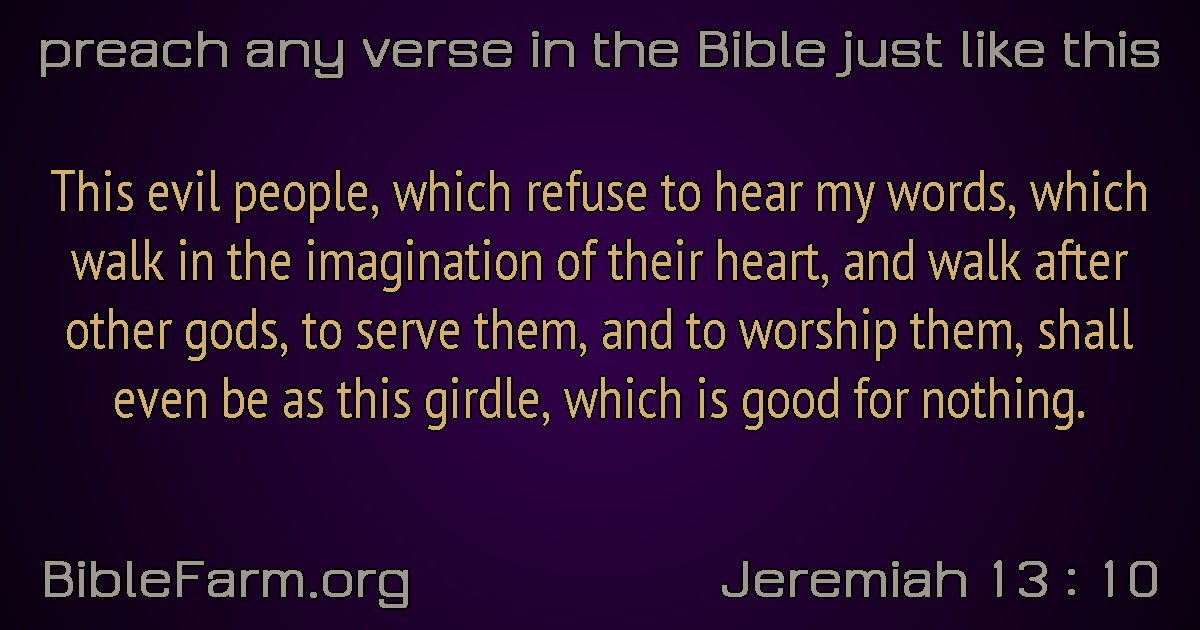 preach any verse in the Bible just like this
This evil people, which refuse to hear my words, which
walk in the imagination of their heart, and walk after
other gods, to serve them, and to worship them, shall
even be as this girdle, which is good for nothing.
BibleFarm.org
Jeremiah 13 : 10